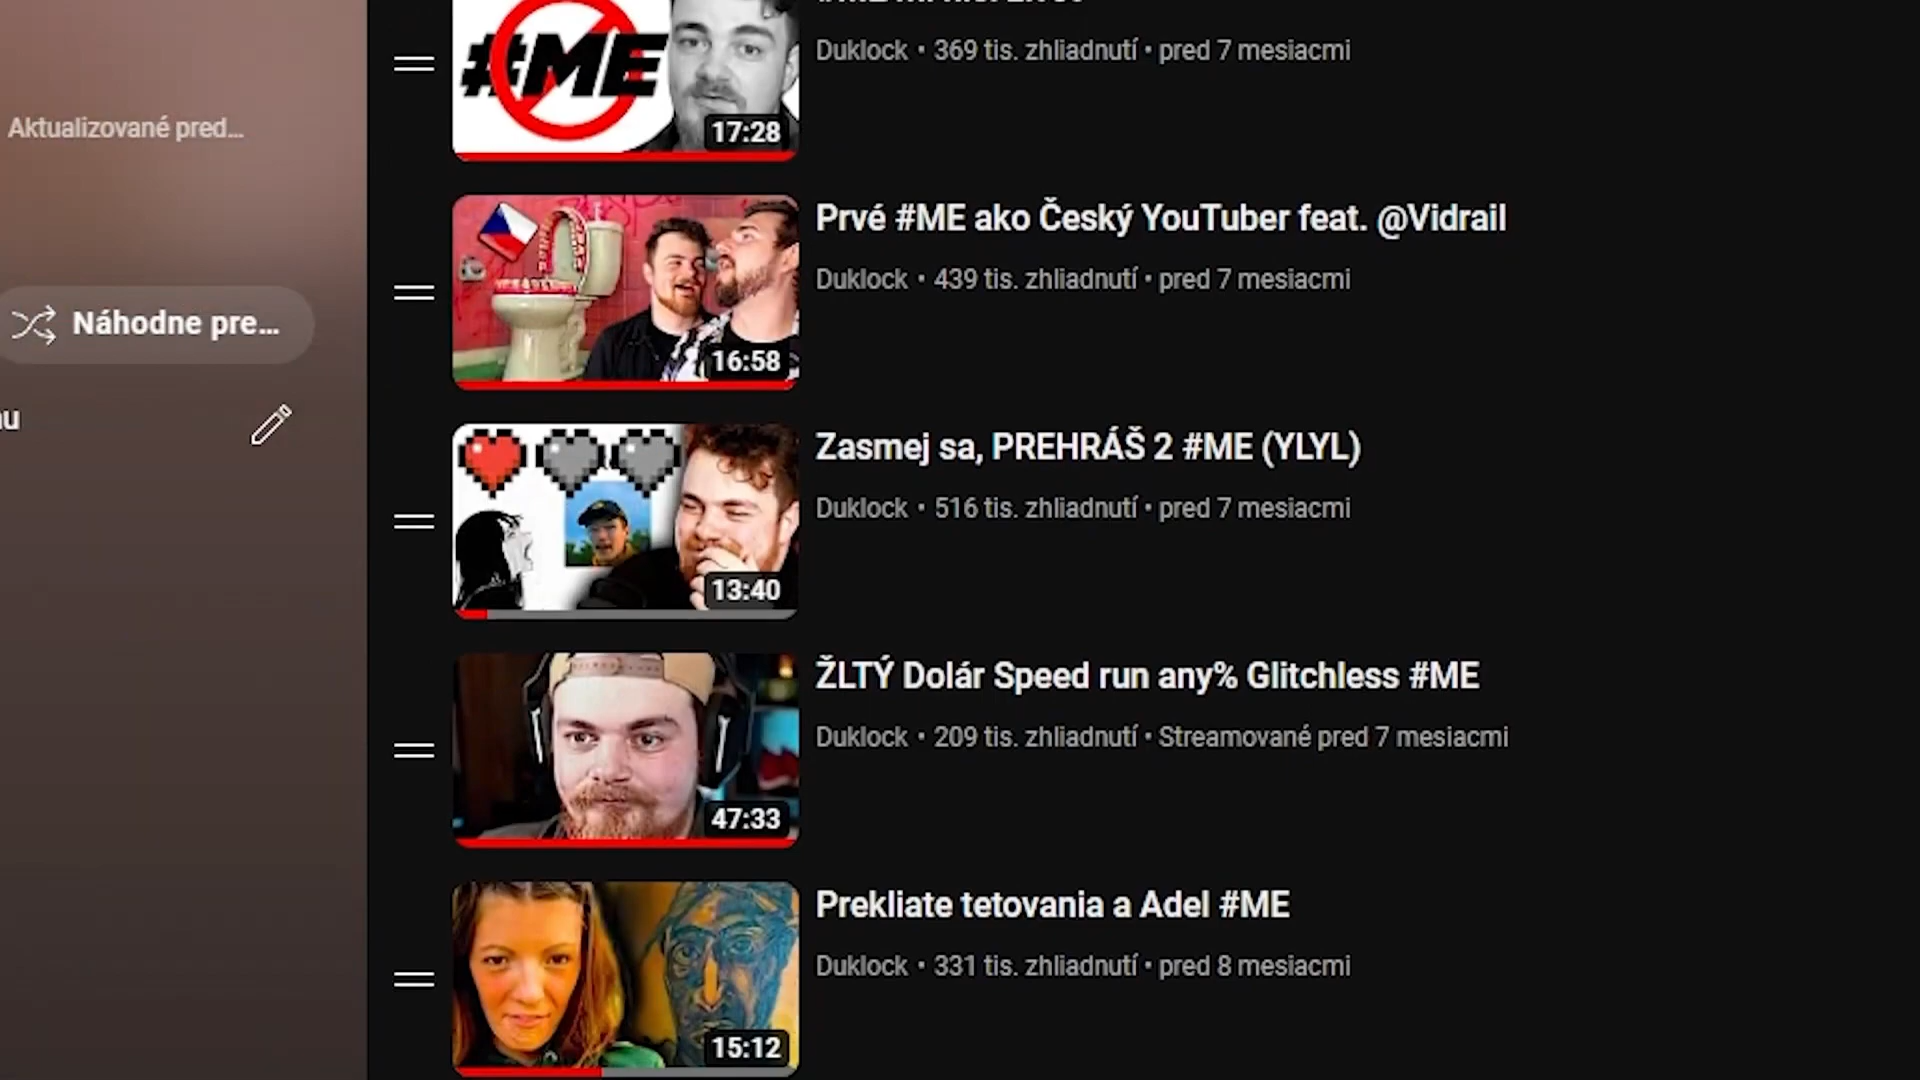 Aktualizované pred...
Náhodne pre...
#ME
17:28
Duklock • 369 tis. zhliadnutí • pred 7 mesiacmi
Prvé #ME ako Český YouTuber feat. @Vidrail
Duklock • 439 tis. zhliadnutí • pred 7 mesiacmi
16:58
Zasmej sa, PREHRÁŠ 2 #ME (YLYL)
Duklock • 516 tis. zhliadnutí • pred 7 mesiacmi
13:40
ŽLTÝ Dolár Speed run any% Glitchless #ME
Duklock • 209 tis. zhliadnutí • Streamované pred 7 mesiacmi
47:33
Prekliate tetovania a Adel #ME
Duklock • 331 tis. zhliadnutí • pred 8 mesiacmi
15:12